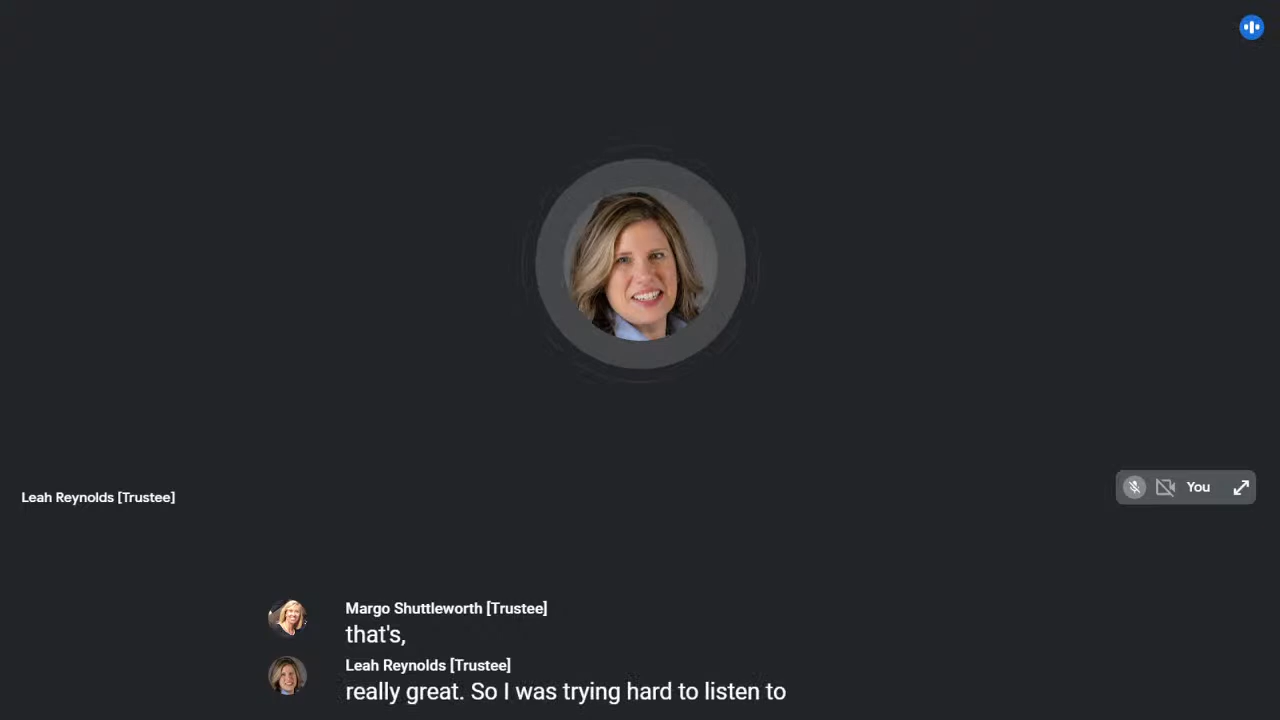 Leah Reynolds [Trustee]
You
Margo Shuttleworth [Trustee]
that's,
Leah Reynolds [Trustee]
really great. So I was trying hard to listen to